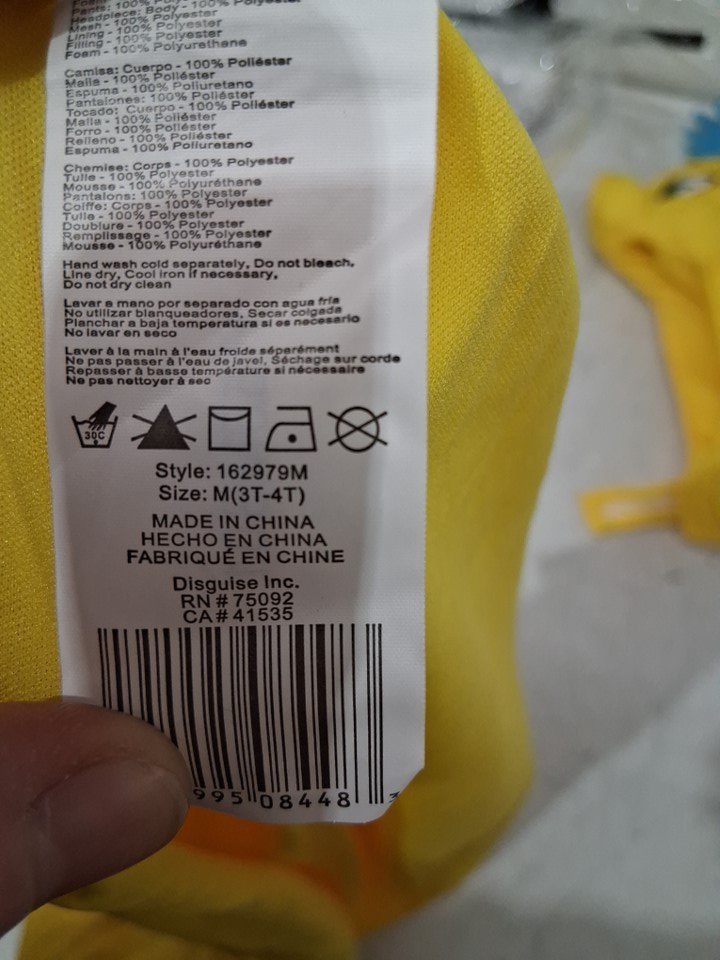 Pants: 100% Polyester
Headpiece: Body - 100% Polyester
Mesh - 100% Polyester
Lining - 100% Polyester
Filling - 100% Polyester
Foam - 100% Polyurethane
Camisa: Cuerpo - 100% Poliéster
Malla - 100% Poliéster
Espuma - 100% Poliuretano
Pantalones: 100% Poliéster
Tocado: Cuerpo - 100% Poliéster
Malla - 100% Poliéster
Forro - 100% Poliéster
Relleno - 100% Poliéster
Espuma - 100% Poliuretano
Chemise: Corps - 100% Polyester
Tulle - 100% Polyester
Mousse - 100% Polyuréthane
Pantalons: 100% Polyester
Coiffe: Corps - 100% Polyester
Tulle - 100% Polyester
Doublure - 100% Polyester
Remplissage - 100% Polyester
Mousse - 100% Polyuréthane
Hand wash cold separately, Do not bleach,
Line dry, Cool iron if necessary,
Do not dry clean
Lavar a mano por separado con agua fría
No utilizar blanqueadores, Secar colgada
Planchar a baja temperatura si es necesario
No lavar en seco
Laver à la main à l'eau froide séparément
Ne pas passer à l'eau de javel, Séchage sur corde
Repasser à basse température si nécessaire
Ne pas nettoyer à sec
30C
Style: 162979M
Size: M(3T-4T)
MADE IN CHINA
HECHO EN CHINA
FABRIQUÉ EN CHINE
Disguise Inc.
RN # 75092
CA # 41535
995 08448 3